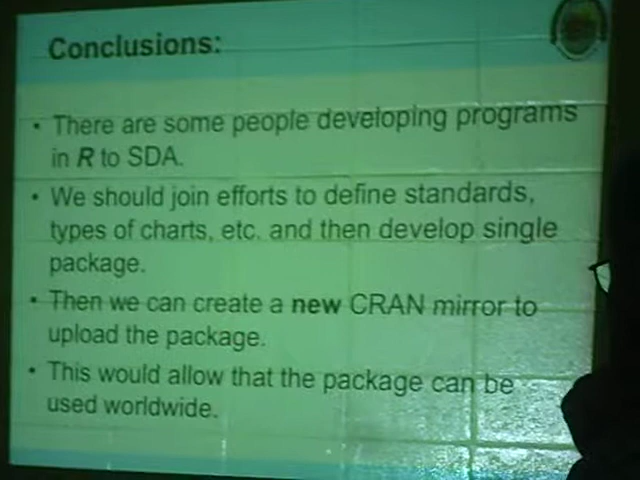 Conclusions:
• There are some people developing programs
in R to SDA.
• We should join efforts to define standards,
types of charts, etc. and then develop single
package.
• Then we can create a new CRAN mirror to
upload the package.
• This would allow that the package can be
used worldwide.